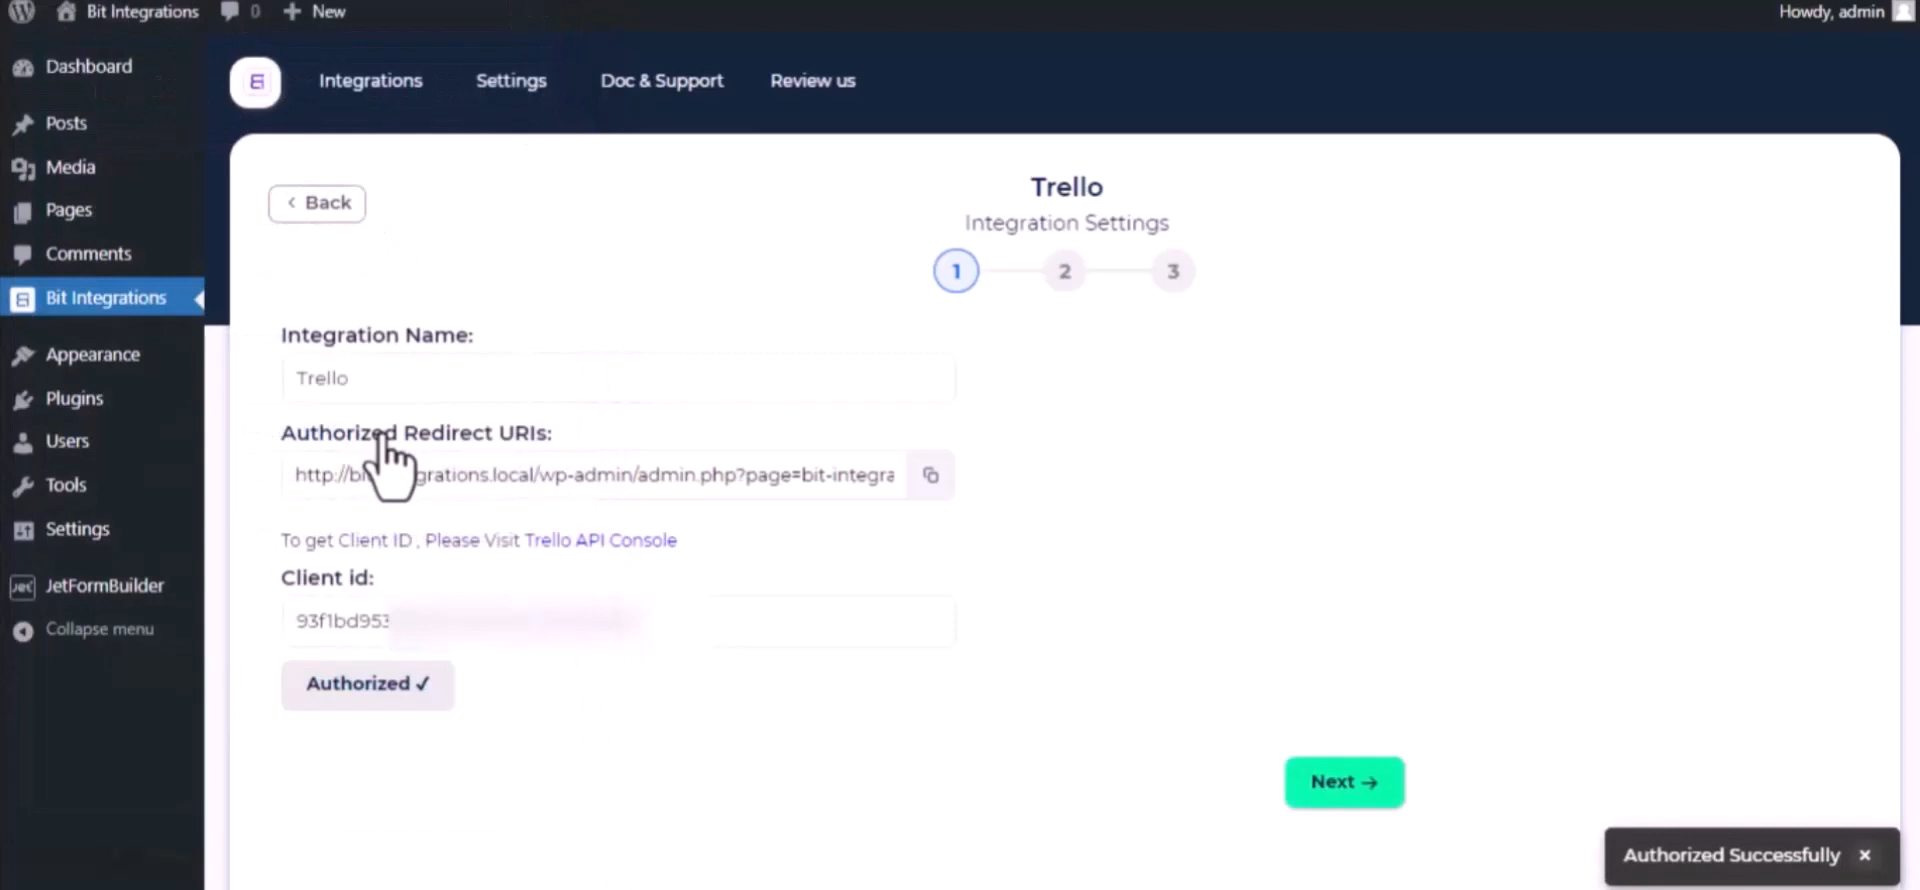 Bit Integrations 0 New Howdy, admin
Dashboard
Posts
Media
Pages
Comments
Bit Integrations
Appearance
Plugins
Users
Tools
Settings
JetFormBuilder
Collapse menu
Integrations Settings Doc & Support Review us
Back
Trello
Integration Settings
1 2 3
Integration Name:
Trello
Authorized Redirect URIs:
http://bi grations.local/wp-admin/admin.php?page=bit-integra
To get Client ID , Please Visit Trello API Console
Client id:
93f1bd953
Authorized ✓
Next →
Authorized Successfully ×